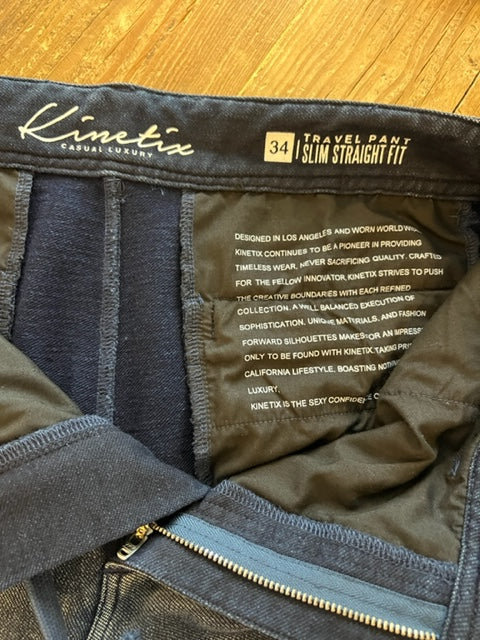 Kinetix
CASUAL LUXURY
34
TRAVEL PANT
SLIM STRAIGHT FIT
DESIGNED IN LOS ANGELES AND WORN WORLD
KINETIX CONTINUES TO BE A PIONEER IN PROVIDING
TIMELESS WEAR, NEVER SACRIFICING QUALITY. CRAFTED
FOR THE FELLOW INNOVATOR, KINETIX STRIVES TO PUSH
THE CREATIVE BOUNDARIES WITH EACH REFINED
COLLECTION. A WELL BALANCED EXECUTION OF
SOPHISTICATION, UNIQUE MATERIALS, AND FASHION
FORWARD SILHOUETTES MAKES FOR AN
ONLY TO BE FOUND WITH KINETIX. TAKING
CALIFORNIA LIFESTYLE, BOASTING
LUXURY.
KINETIX IS THE SEXY